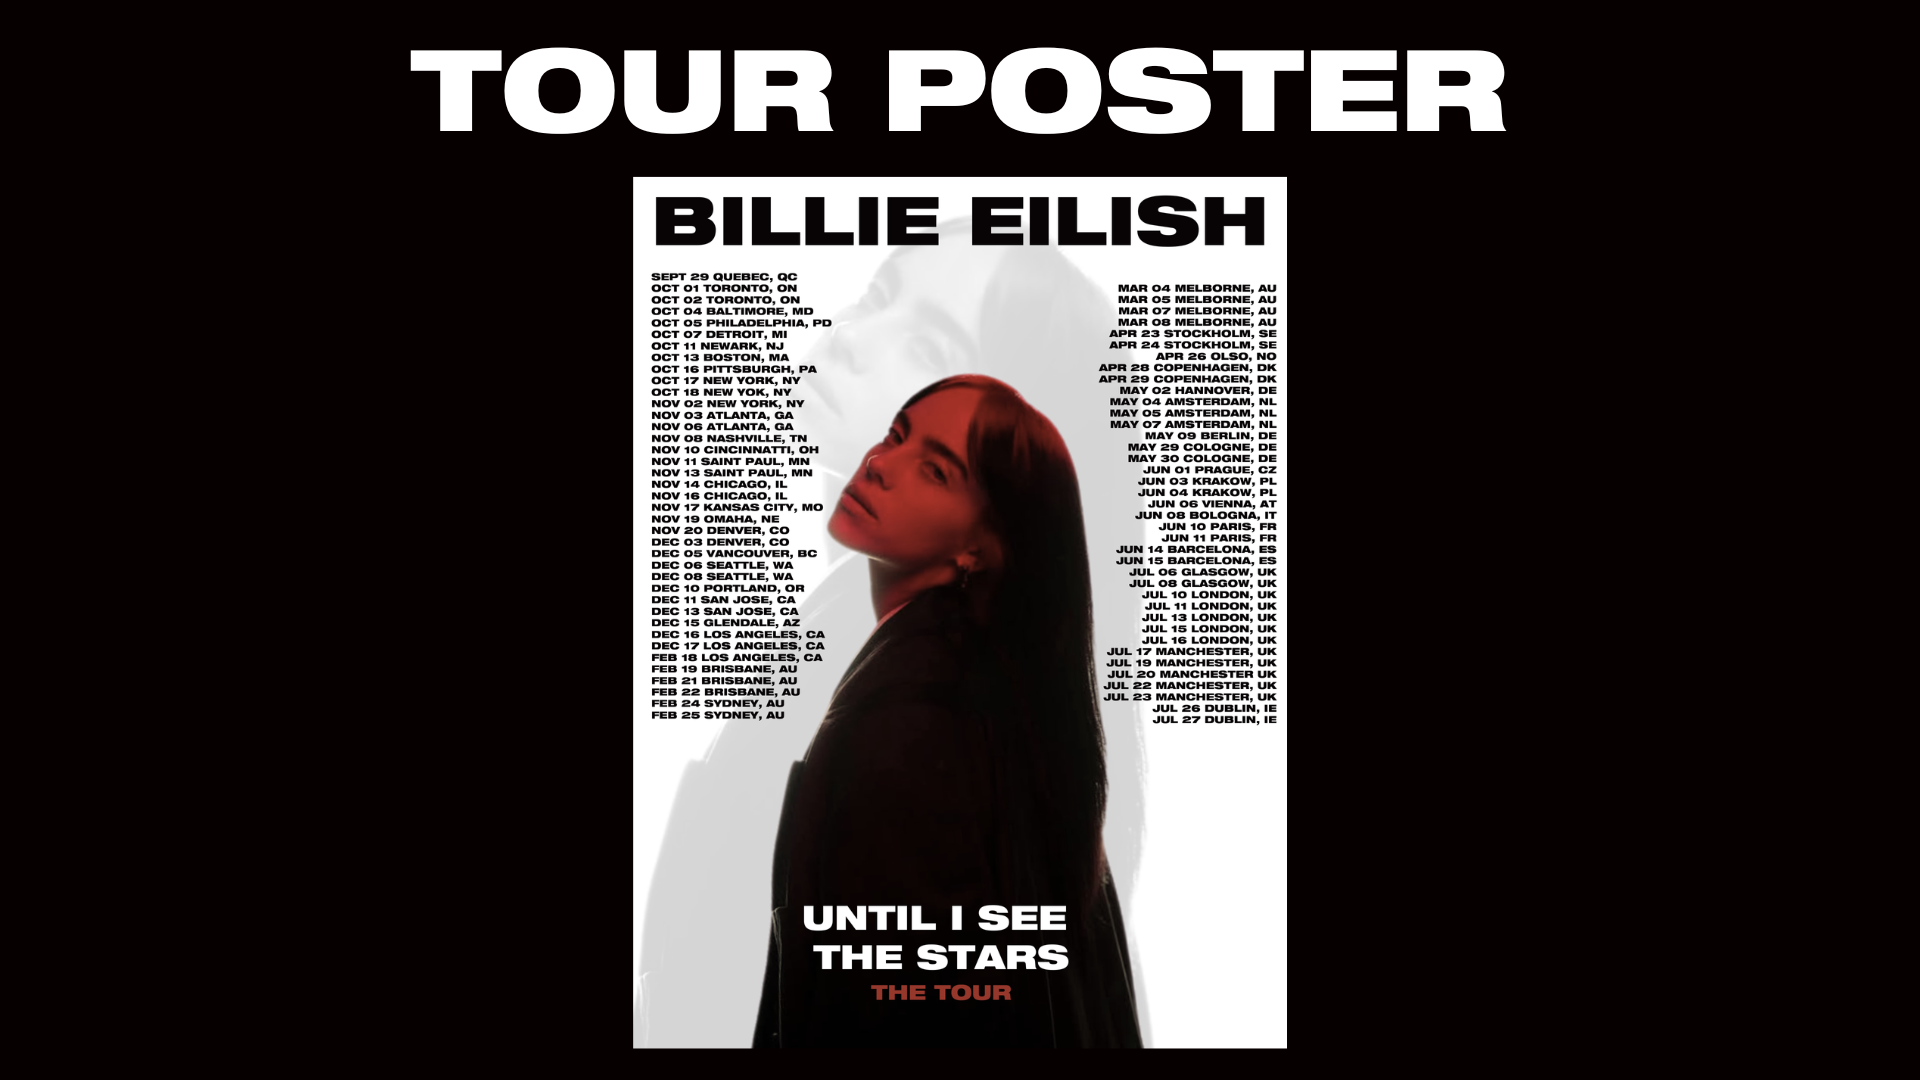 TOUR POSTER
BILLIE EILISH
SEPT 29 QUEBEC, QC
OCT 01 TORONTO, ON
OCT 02 TORONTO, ON
OCT 04 BALTIMORE, MD
OCT 05 PHILADELPHIA, PD
OCT 07 DETROIT, MI
OCT 11 NEWARK, NJ
OCT 13 BOSTON, MA
OCT 16 PITTSBURGH, PA
OCT 17 NEW YORK, NY
OCT 18 NEW YOK, NY
NOV 02 NEW YORK, NY
NOV 03 ATLANTA, GA
NOV 06 ATLANTA, GA
NOV 08 NASHVILLE, TN
NOV 10 CINCINNATTI, OH
NOV 11 SAINT PAUL, MN
NOV 13 SAINT PAUL, MN
NOV 14 CHICAGO, IL
NOV 16 CHICAGO, IL
NOV 17 KANSAS CITY, MO
NOV 19 OMAHA, NE
NOV 20 DENVER, CO
DEC 03 DENVER, CO
DEC 05 VANCOUVER, BC
DEC 06 SEATTLE, WA
DEC 08 SEATTLE, WA
DEC 10 PORTLAND, OR
DEC 11 SAN JOSE, CA
DEC 13 SAN JOSE, CA
DEC 15 GLENDALE, AZ
DEC 16 LOS ANGELES, CA
DEC 17 LOS ANGELES, CA
FEB 18 LOS ANGELES, CA
FEB 19 BRISBANE, AU
FEB 21 BRISBANE, AU
FEB 22 BRISBANE, AU
FEB 24 SYDNEY, AU
FEB 25 SYDNEY, AU
MAR 04 MELBORNE, AU
MAR 05 MELBORNE, AU
MAR 07 MELBORNE, AU
MAR 08 MELBORNE, AU
APR 23 STOCKHOLM, SE
APR 24 STOCKHOLM, SE
APR 26 OLSO, NO
APR 28 COPENHAGEN, DK
APR 29 COPENHAGEN, DK
MAY 02 HANNOVER, DE
MAY 04 AMSTERDAM, NL
MAY 05 AMSTERDAM, NL
MAY 07 AMSTERDAM, NL
MAY 09 BERLIN, DE
MAY 29 COLOGNE, DE
MAY 30 COLOGNE, DE
JUN 01 PRAGUE, CZ
JUN 03 KRAKOW, PL
JUN 04 KRAKOW, PL
JUN 06 VIENNA, AT
JUN 08 BOLOGNA, IT
JUN 10 PARIS, FR
JUN 11 PARIS, FR
JUN 14 BARCELONA, ES
JUN 15 BARCELONA, ES
JUL 06 GLASGOW, UK
JUL 08 GLASGOW, UK
JUL 10 LONDON, UK
JUL 11 LONDON, UK
JUL 13 LONDON, UK
JUL 15 LONDON, UK
JUL 16 LONDON, UK
JUL 17 MANCHESTER, UK
JUL 19 MANCHESTER, UK
JUL 20 MANCHESTER UK
JUL 22 MANCHESTER, UK
JUL 23 MANCHESTER, UK
JUL 26 DUBLIN, IE
JUL 27 DUBLIN, IE
UNTIL I SEE
THE STARS
THE TOUR